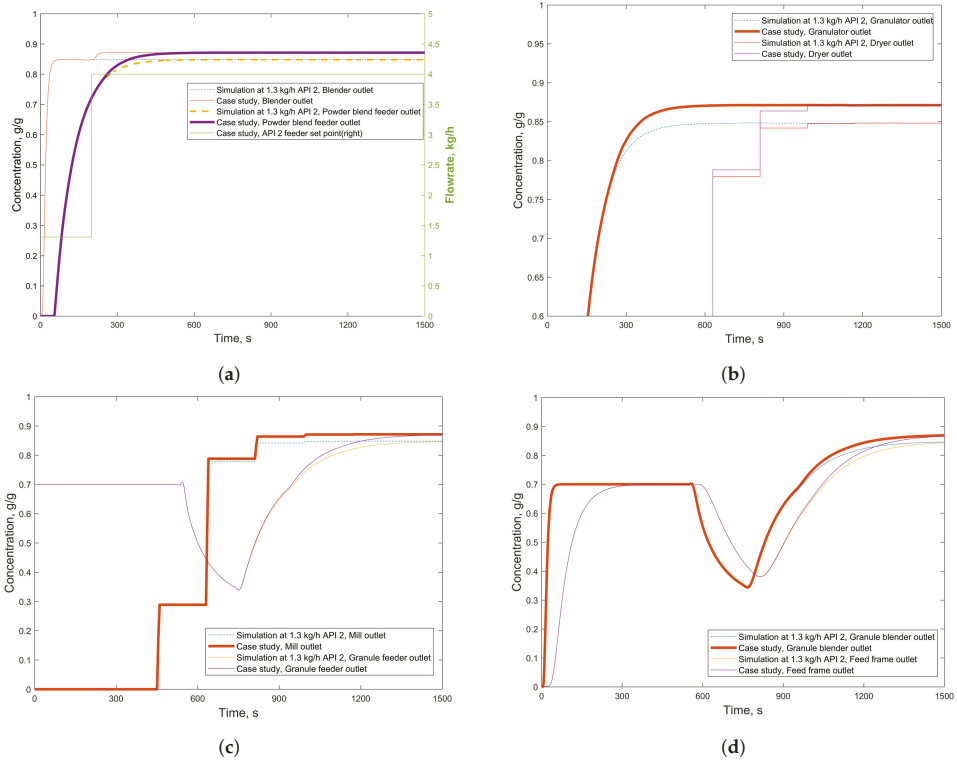 1
0.9
0.8
0.7
0.6
0.5
0.4
0.3
0.2
0.1
0
Concentration, g/g
5
4.5
4
3.5
3
2.5
2
1.5
1
0.5
0
Flowrate, kg/h
Simulation at 1.3 kg/h API 2, Blender outlet
Case study, Blender outlet
Simulation at 1.3 kg/h API 2, Powder blend feeder outlet
Case study, Powder blend feeder outlet
Case study, API 2 feeder set point(right)
0 300 600 900 1200 1500
Time, s
(a)
1
0.95
0.9
0.85
0.8
0.75
0.7
0.65
0.6
Concentration, g/g
Simulation at 1.3 kg/h API 2, Granulator outlet
Case study, Granulator outlet
Simulation at 1.3 kg/h API 2, Dryer outlet
Case study, Dryer outlet
0 300 600 900 1200 1500
Time, s
(b)
1
0.9
0.8
0.7
0.6
0.5
0.4
0.3
0.2
0.1
0
Concentration, g/g
Simulation at 1.3 kg/h API 2, Mill outlet
Case study, Mill outlet
Simulation at 1.3 kg/h API 2, Granule feeder outlet
Case study, Granule feeder outlet
0 300 600 900 1200 1500
Time, s
(c)
1
0.9
0.8
0.7
0.6
0.5
0.4
0.3
0.2
0.1
0
Concentration, g/g
Simulation at 1.3 kg/h API 2, Granule blender outlet
Case study, Granule blender outlet
Simulation at 1.3 kg/h API 2, Feed frame outlet
Case study, Feed frame outlet
0 300 600 900 1200 1500
Time, s
(d)